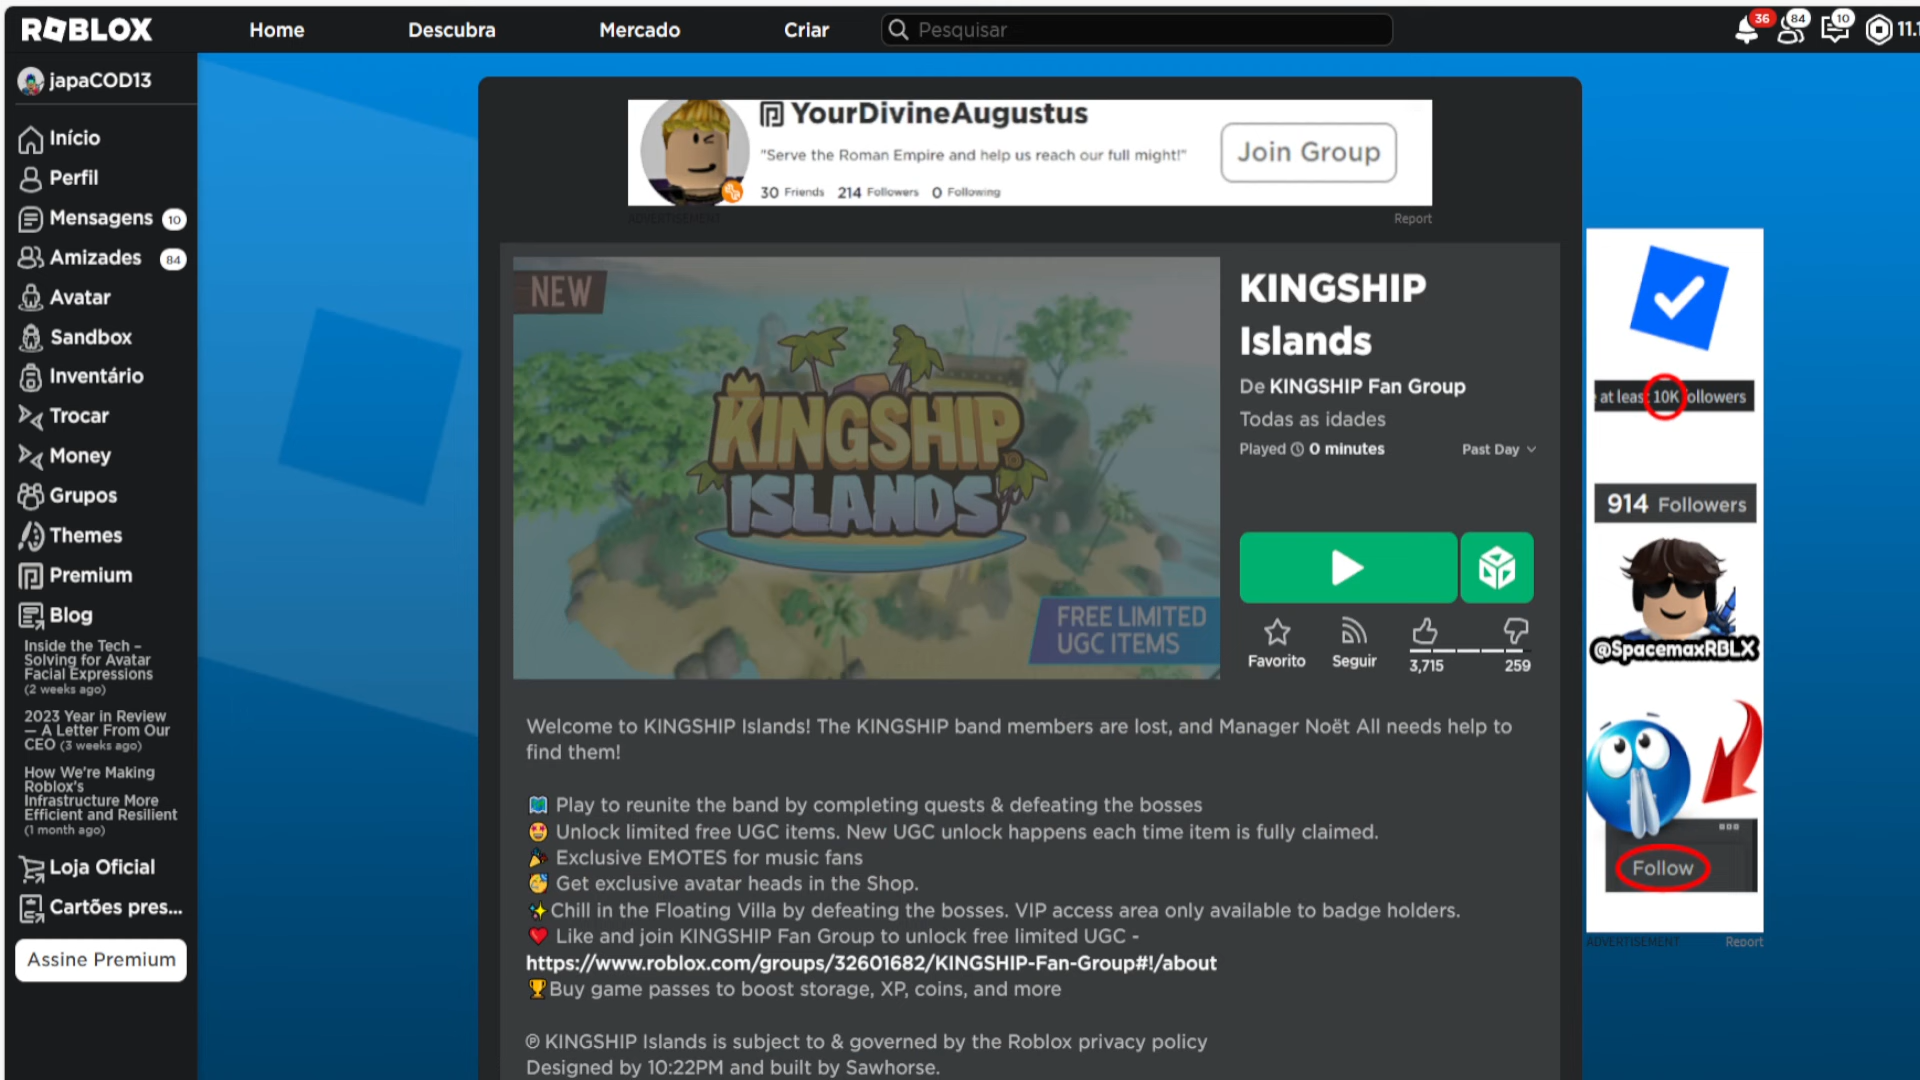 ROBLOX
Home
Descubra
Mercado
Criar
Pesquisar
36
84
10
11.1
japaCOD13
Início
Perfil
Mensagens 10
Amizades 84
Avatar
Sandbox
Inventário
Trocar
Money
Grupos
Themes
Premium
Blog
Inside the Tech –
Solving for Avatar
Facial Expressions
(2 weeks ago)
2023 Year in Review
— A Letter From Our
CEO (3 weeks ago)
How We're Making
Roblox's
Infrastructure More
Efficient and Resilient
(1 month ago)
Loja Oficial
Cartões pres...
Assine Premium
YourDivineAugustus
"Serve the Roman Empire and help us reach our full might!"
30 Friends 214 Followers 0 Following
Join Group
ADVERTISEMENT
Report
NEW
KINGSHIP
ISLANDS
FREE LIMITED
UGC ITEMS
KINGSHIP
Islands
De KINGSHIP Fan Group
Todas as idades
Played 0 minutes
Past Day
Favorito
Seguir
3,715
259
Welcome to KINGSHIP Islands! The KINGSHIP band members are lost, and Manager Noët All needs help to
find them!
Play to reunite the band by completing quests & defeating the bosses
Unlock limited free UGC items. New UGC unlock happens each time item is fully claimed.
Exclusive EMOTES for music fans
Get exclusive avatar heads in the Shop.
Chill in the Floating Villa by defeating the bosses. VIP access area only available to badge holders.
Like and join KINGSHIP Fan Group to unlock free limited UGC -
https://www.roblox.com/groups/32601682/KINGSHIP-Fan-Group#!/about
Buy game passes to boost storage, XP, coins, and more
℗ KINGSHIP Islands is subject to & governed by the Roblox privacy policy
Designed by 10:22PM and built by Sawhorse.
at least 10K followers
914 Followers
@SpacemaxRBLX
Follow
ADVERTISEMENT
Report